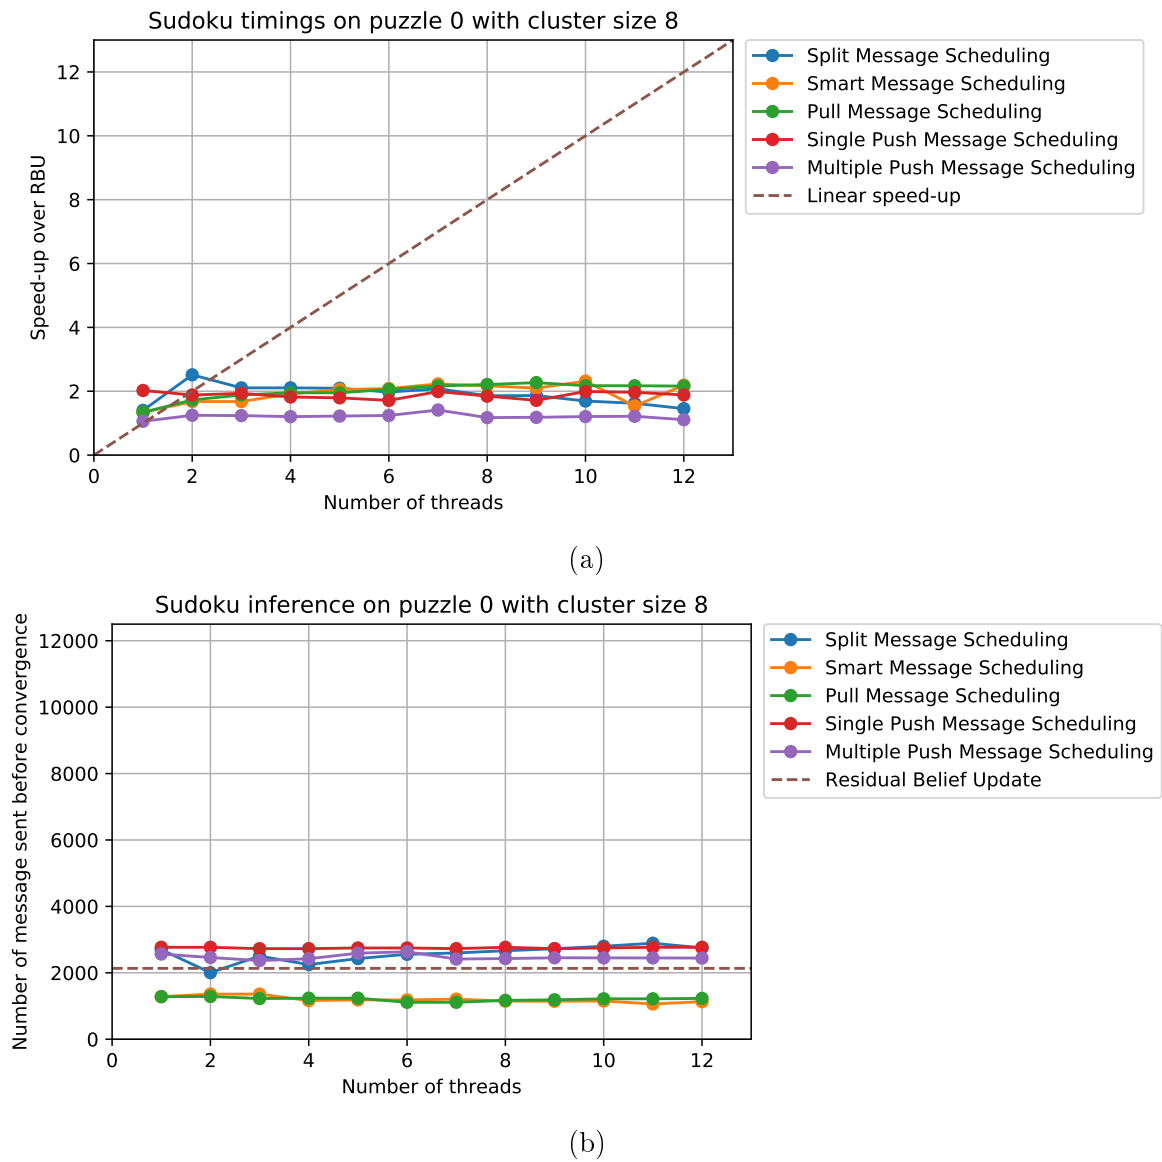 Sudoku timings on puzzle 0 with cluster size 8
Speed-up over RBU
12
10
8
6
4
2
0
0 2 4 6 8 10 12
Number of threads
Split Message Scheduling
Smart Message Scheduling
Pull Message Scheduling
Single Push Message Scheduling
Multiple Push Message Scheduling
Linear speed-up
(a)
Sudoku inference on puzzle 0 with cluster size 8
Number of message sent before convergence
12000
10000
8000
6000
4000
2000
0
0 2 4 6 8 10 12
Number of threads
Split Message Scheduling
Smart Message Scheduling
Pull Message Scheduling
Single Push Message Scheduling
Multiple Push Message Scheduling
Residual Belief Update
(b)